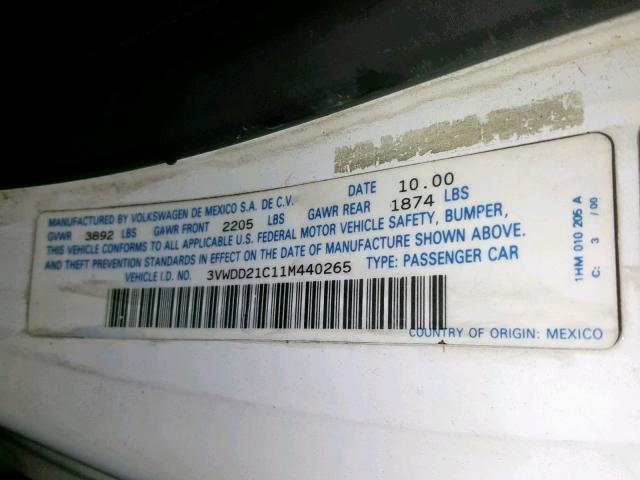 MANUFACTURED BY VOLKSWAGEN DE MEXICO S.A. DE C.V. DATE 10.00
GVWR 3892 LBS GAWR FRONT 2205 LBS GAWR REAR 1874 LBS
THIS VEHICLE CONFORMS TO ALL APPLICABLE U.S. FEDERAL MOTOR VEHICLE SAFETY, BUMPER,
AND THEFT PREVENTION STANDARDS IN EFFECT ON THE DATE OF MANUFACTURE SHOWN ABOVE.
VEHICLE I.D. NO. 3VWDD21C11M440265 TYPE: PASSENGER CAR
COUNTRY OF ORIGIN: MEXICO
1HM 010 205 A
C: 3 /00